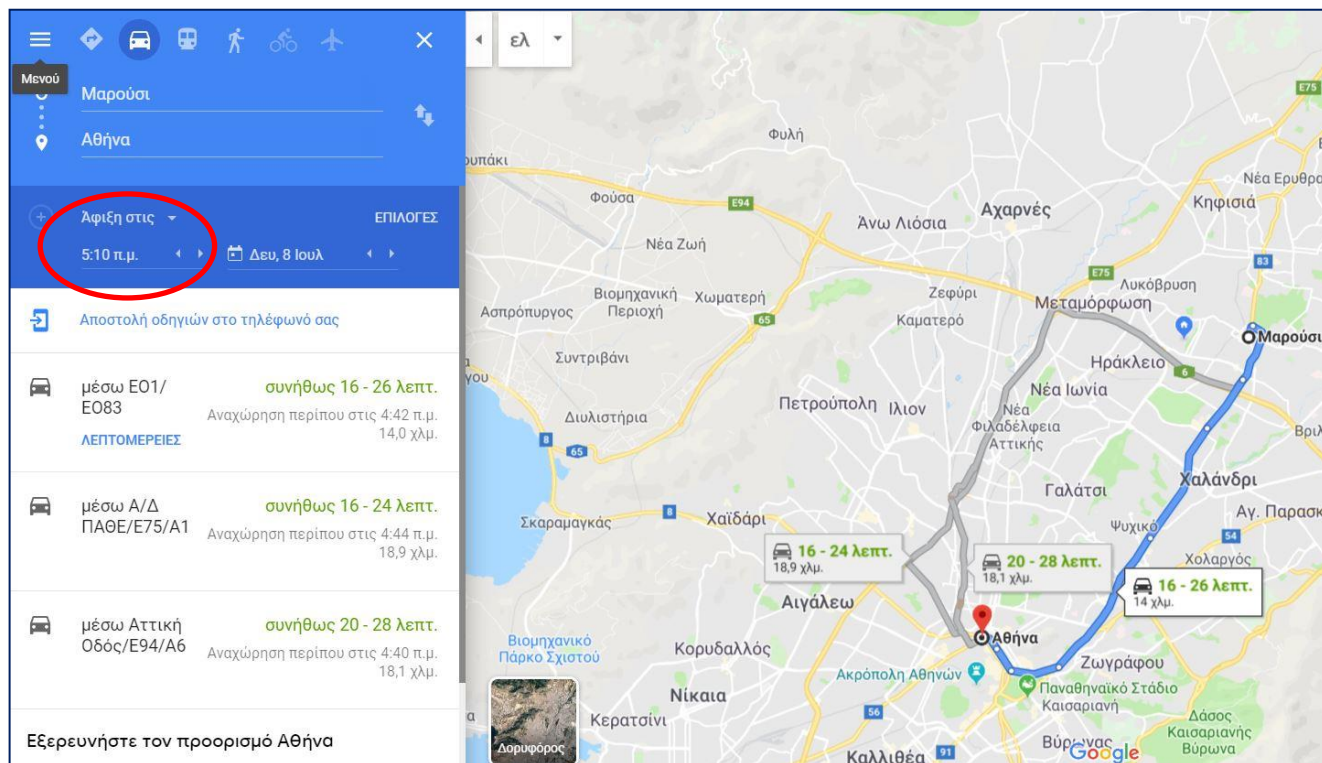 Μενού
Μαρούσι
Αθήνα
Άφιξη στις
ΕΠΙΛΟΓΕΣ
5:10 π.μ.
Δευ, 8 Ιουλ
Αποστολή οδηγιών στο τηλέφωνό σας
μέσω ΕΟ1/
ΕΟ83
συνήθως 16 - 26 λεπτ.
Αναχώρηση περίπου στις 4:42 π.μ.
14,0 χλμ.
ΛΕΠΤΟΜΕΡΕΙΕΣ
μέσω Α/Δ
ΠΑΘΕ/Ε75/Α1
συνήθως 16 - 24 λεπτ.
Αναχώρηση περίπου στις 4:44 π.μ.
18,9 χλμ.
μέσω Αττική
Οδός/Ε94/Α6
συνήθως 20 - 28 λεπτ.
Αναχώρηση περίπου στις 4:40 π.μ.
18,1 χλμ.
Εξερευνήστε τον προορισμό Αθήνα
ελ
E75
Φυλή
Νέα Ερυθρα
Φούσα
E94
Αχαρνές
Κηφισιά
Άνω Λιόσια
Νέα Ζωή
83
E75
Λυκόβρυση
Βιομηχανική
Περιοχή
Χωματερή
Ζεφύρι
Μεταμόρφωση
Ασπρόπυργος
65
Καματερό
Μαρούσι
Συντριβάνι
Ηράκλειο
6
Νέα Ιωνία
Πετρούπολη
Ιλιον
Νέα
Φιλαδέλφεια
Αττικής
Διυλιστήρια
8
65
Χαλάνδρι
Γαλάτσι
Σκαραμαγκάς
8
Χαϊδάρι
Ψυχικό
Αγ. Παρασκ
54
Χολαργός
16 - 24 λεπτ.
18,9 χλμ.
20 - 28 λεπτ.
18,1 χλμ.
16 - 26 λεπτ.
14 χλμ.
Αιγάλεω
Αθήνα
Βιομηχανικό
Πάρκο Σχιστού
Κορυδαλλός
Ζωγράφου
Ακρόπολη Αθηνών
Παναθηναϊκό Στάδιο
Καισαριανή
Νίκαια
56
Κερατσίνι
Δάσος
Καισαριανής
Βύρωνα
Δορυφόρος
Βύρωνας
Google
Καλλιθέα
91